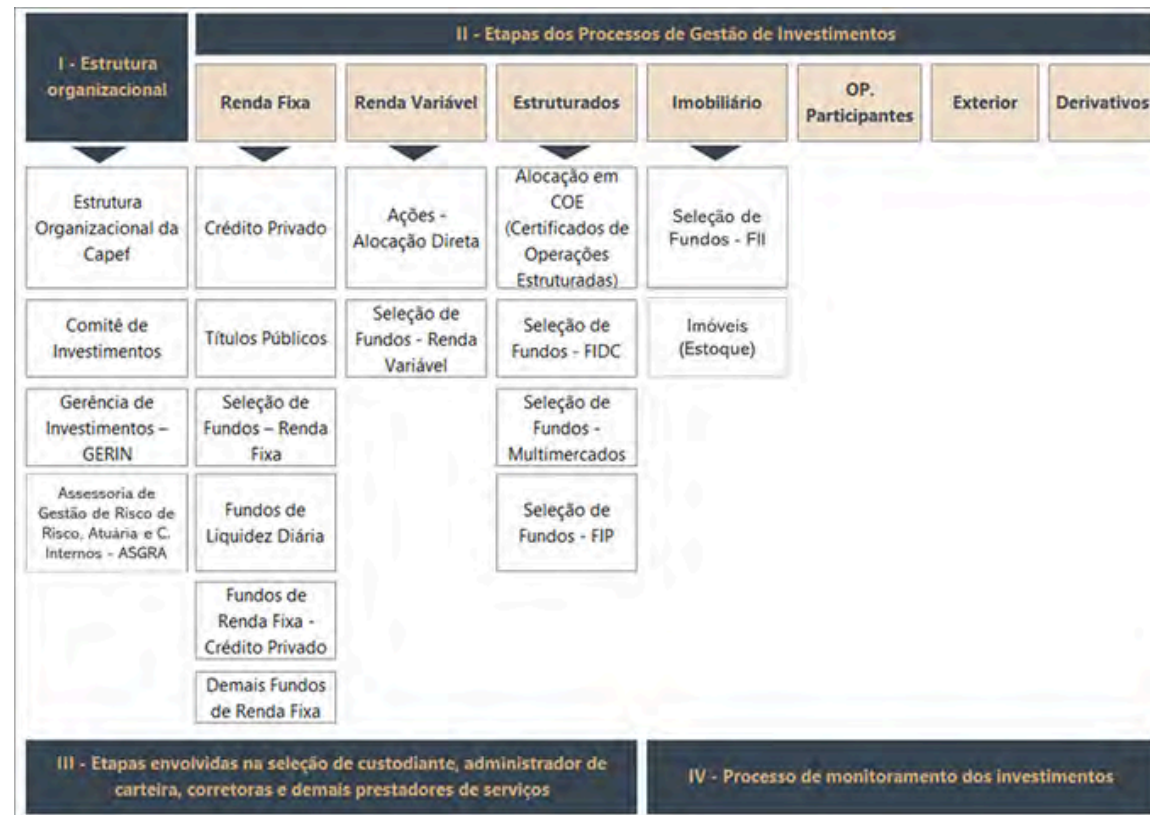 I - Estrutura
organizacional
II - Etapas dos Processos de Gestão de Investimentos
Renda Fixa
Renda Variável
Estruturados
Imobiliário
OP.
Participantes
Exterior
Derivativos
Estrutura
Organizacional da
Capef
Comitê de
Investimentos
Gerência de
Investimentos –
GERIN
Assessoria de
Gestão de Risco de
Risco, Atuária e C.
Internos - ASGRA
Crédito Privado
Títulos Públicos
Seleção de
Fundos – Renda
Fixa
Fundos de
Liquidez Diária
Fundos de
Renda Fixa -
Crédito Privado
Demais Fundos
de Renda Fixa
Ações -
Alocação Direta
Seleção de
Fundos - Renda
Variável
Alocação em
COE
(Certificados de
Operações
Estruturadas)
Seleção de
Fundos - FIDC
Seleção de
Fundos -
Multimercados
Seleção de
Fundos - FIP
Seleção de
Fundos - FII
Imóveis
(Estoque)
III - Etapas envolvidas na seleção de custodiante, administrador de
carteira, corretoras e demais prestadores de serviços
IV - Processo de monitoramento dos investimentos